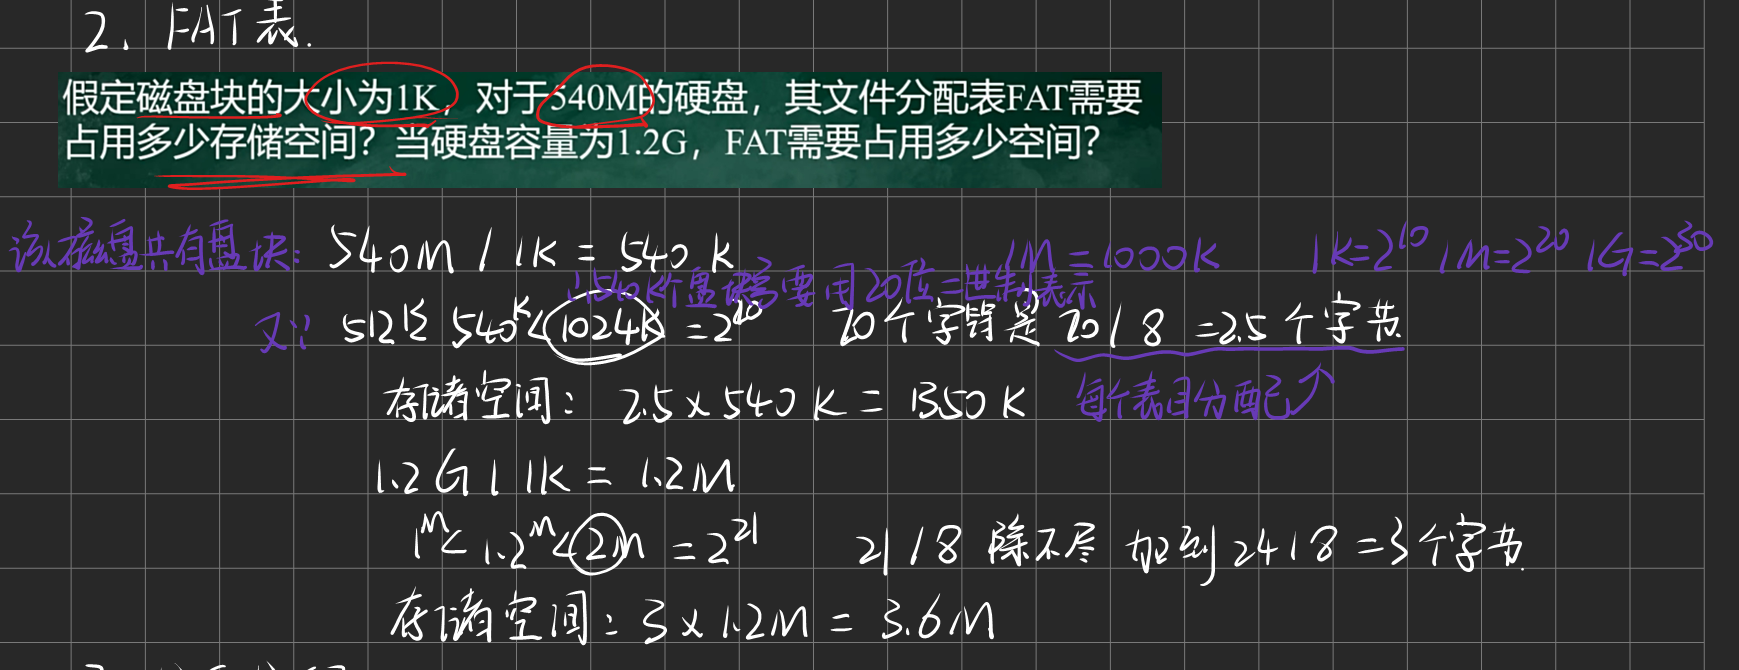 2. FAT表.
假定磁盘块的大小为1K，对于540M的硬盘，其文件分配表FAT需要
占用多少存储空间？当硬盘容量为1.2G，FAT需要占用多少空间？
该磁盘共有盘块: 540M / 1K = 540 K
1M = 1000K 1K=2^10 1M=2^20 1G=2^30
540K个盘块需要用20位二进制表示
又∵ 512K≤ 540K<1024K = 2^20 20个字节是 20 / 8 = 2.5 个字节
存储空间: 2.5 × 540 K = 1350 K 每个表目分配
1.2G / 1K = 1.2M
1M< 1.2M <2M = 2^21 21 / 8 除不尽 加到 24 / 8 = 3 个字节.
存储空间: 3 × 1.2M = 3.6M